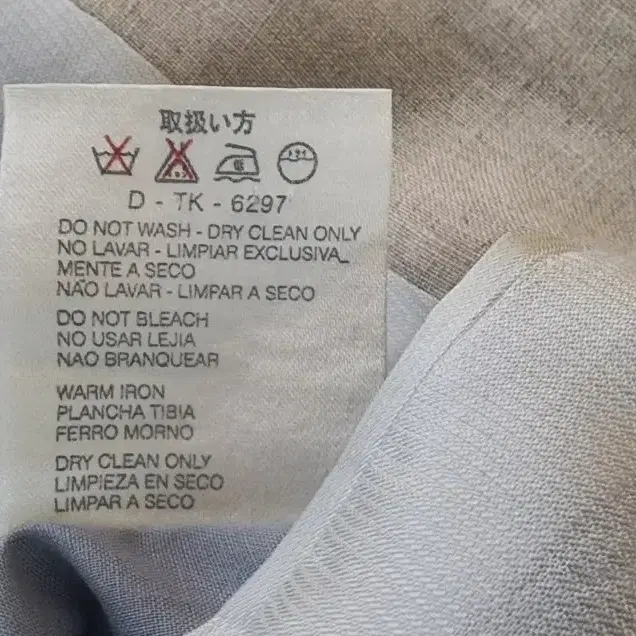 取扱い方
D - TK - 6297
DO NOT WASH - DRY CLEAN ONLY
NO LAVAR - LIMPIAR EXCLUSIVA_
MENTE A SECO
NÃO LAVAR - LIMPAR A SECO
DO NOT BLEACH
NO USAR LEJIA
NAO BRANQUEAR
WARM IRON
PLANCHA TIBIA
FERRO MORNO
DRY CLEAN ONLY
LIMPIEZA EN SECO
LIMPAR A SECO